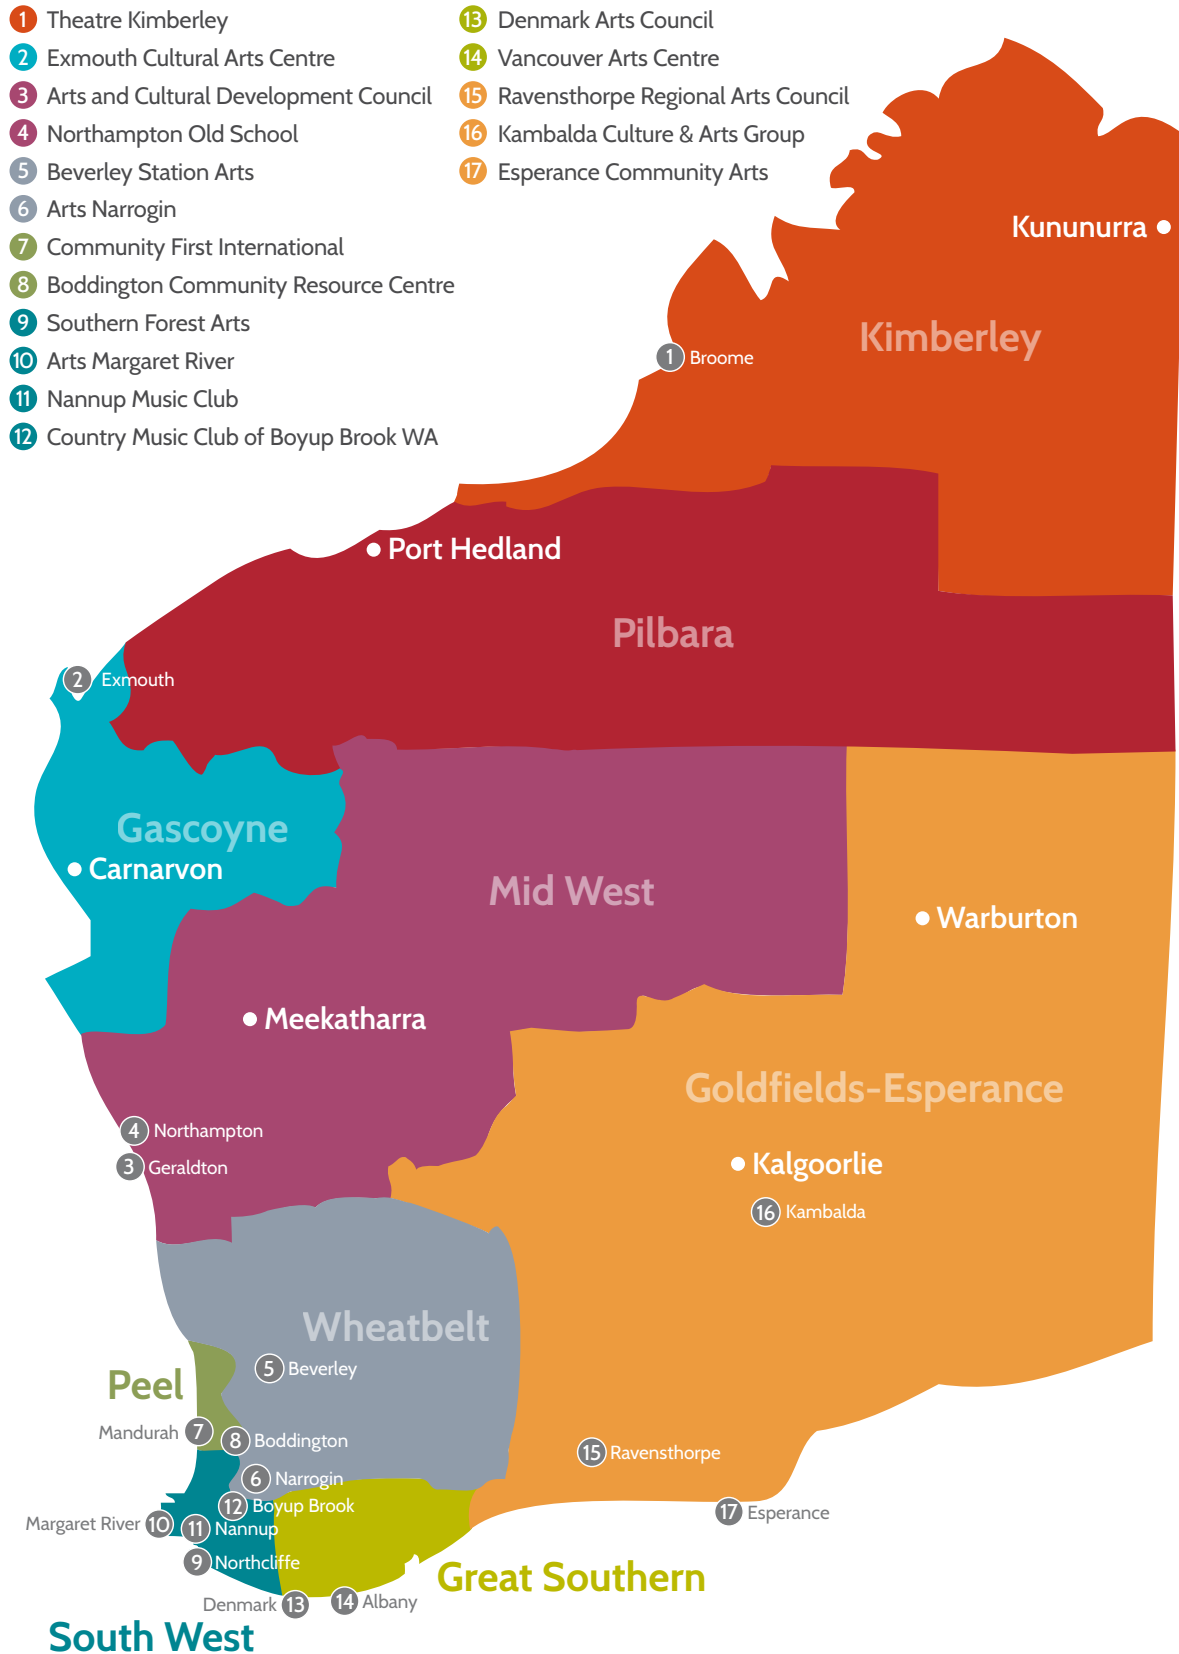 1 Theatre Kimberley
2 Exmouth Cultural Arts Centre
3 Arts and Cultural Development Council
4 Northampton Old School
5 Beverley Station Arts
6 Arts Narrogin
7 Community First International
8 Boddington Community Resource Centre
9 Southern Forest Arts
10 Arts Margaret River
11 Nannup Music Club
12 Country Music Club of Boyup Brook WA
13 Denmark Arts Council
14 Vancouver Arts Centre
15 Ravensthorpe Regional Arts Council
16 Kambalda Culture & Arts Group
17 Esperance Community Arts
Kununurra
Kimberley
1 Broome
Port Hedland
Pilbara
2 Exmouth
Gascoyne
Carnarvon
Mid West
Warburton
Meekatharra
Goldfields-Esperance
4 Northampton
3 Geraldton
Kalgoorlie
16 Kambalda
Wheatbelt
5 Beverley
Peel
Mandurah 7
8 Boddington
15 Ravensthorpe
6 Narrogin
12 Boyup Brook
17 Esperance
Margaret River 10
11 Nannup
9 Northcliffe
Great Southern
Denmark 13
14 Albany
South West